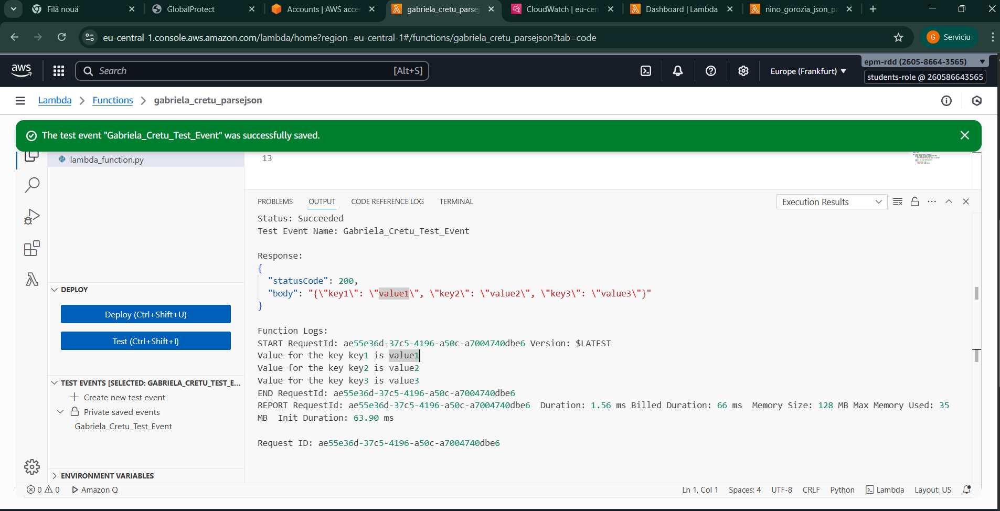 Filă nouă
GlobalProtect
Accounts | AWS acce
gabriela_cretu_parsej
CloudWatch | eu-cen
Dashboard | Lambda
nino_gorozia_json_pa
eu-central-1.console.aws.amazon.com/lambda/home?region=eu-central-1#/functions/gabriela_cretu_parsejson?tab=code
G Serviciu
aws
Search [Alt+S]
Europe (Frankfurt)
epm-rdd (2605-8664-3565)
students-role @ 260586643565
Lambda > Functions > gabriela_cretu_parsejson
The test event "Gabriela_Cretu_Test_Event" was successfully saved.
lambda_function.py
13
PROBLEMS OUTPUT CODE REFERENCE LOG TERMINAL
Execution Results
Status: Succeeded
Test Event Name: Gabriela_Cretu_Test_Event
Response:
{
"statusCode": 200,
"body": "{\"key1\": \"value1\", \"key2\": \"value2\", \"key3\": \"value3\"}"
}
Function Logs:
START RequestId: ae55e36d-37c5-4196-a50c-a7004740dbe6 Version: $LATEST
Value for the key key1 is value1
Value for the key key2 is value2
Value for the key key3 is value3
END RequestId: ae55e36d-37c5-4196-a50c-a7004740dbe6
REPORT RequestId: ae55e36d-37c5-4196-a50c-a7004740dbe6 Duration: 1.56 ms Billed Duration: 66 ms Memory Size: 128 MB Max Memory Used: 35
MB Init Duration: 63.90 ms
Request ID: ae55e36d-37c5-4196-a50c-a7004740dbe6
DEPLOY
Deploy (Ctrl+Shift+U)
Test (Ctrl+Shift+I)
TEST EVENTS [SELECTED: GABRIELA_CRETU_TEST_E...
Create new test event
Private saved events
Gabriela_Cretu_Test_Event
ENVIRONMENT VARIABLES
0 0 Amazon Q
Ln 1, Col 1 Spaces: 4 UTF-8 CRLF Python Lambda Layout: US